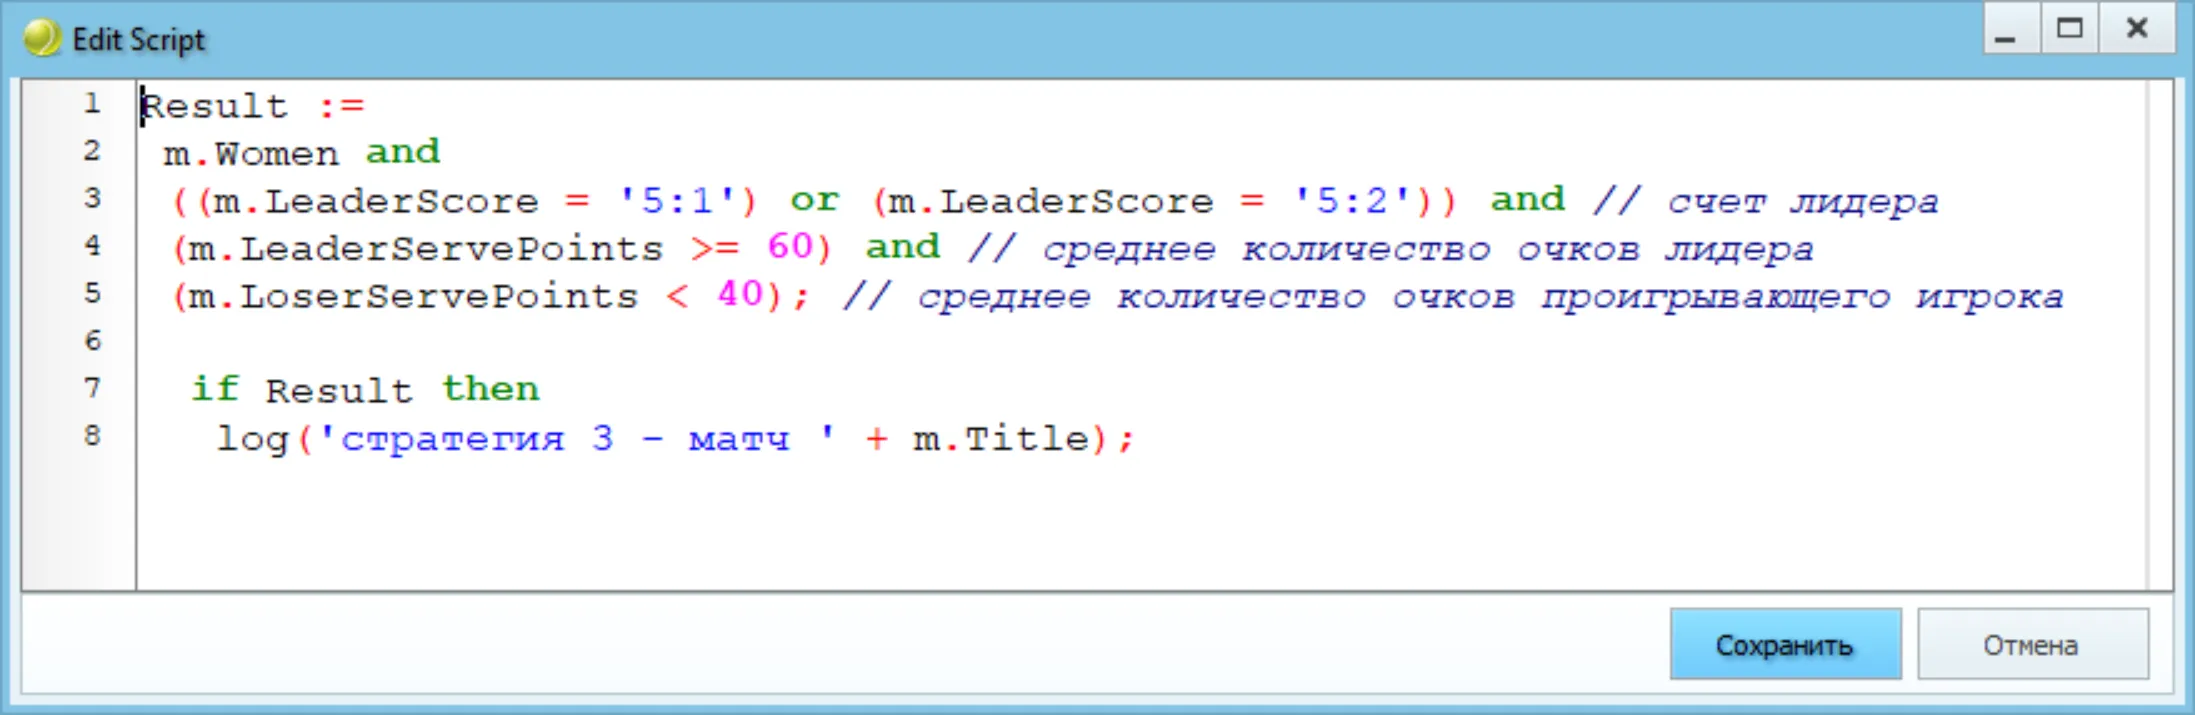 Edit Script
1 Result :=
2 m.Women and
3 ((m.LeaderScore = '5:1') or (m.LeaderScore = '5:2')) and // счет лидера
4 (m.LeaderServePoints >= 60) and // среднее количество очков лидера
5 (m.LoserServePoints < 40); // среднее количество очков проигрывающего игрока
6
7 if Result then
8 log('стратегия 3 - матч ' + m.Title);
Сохранить Отмена